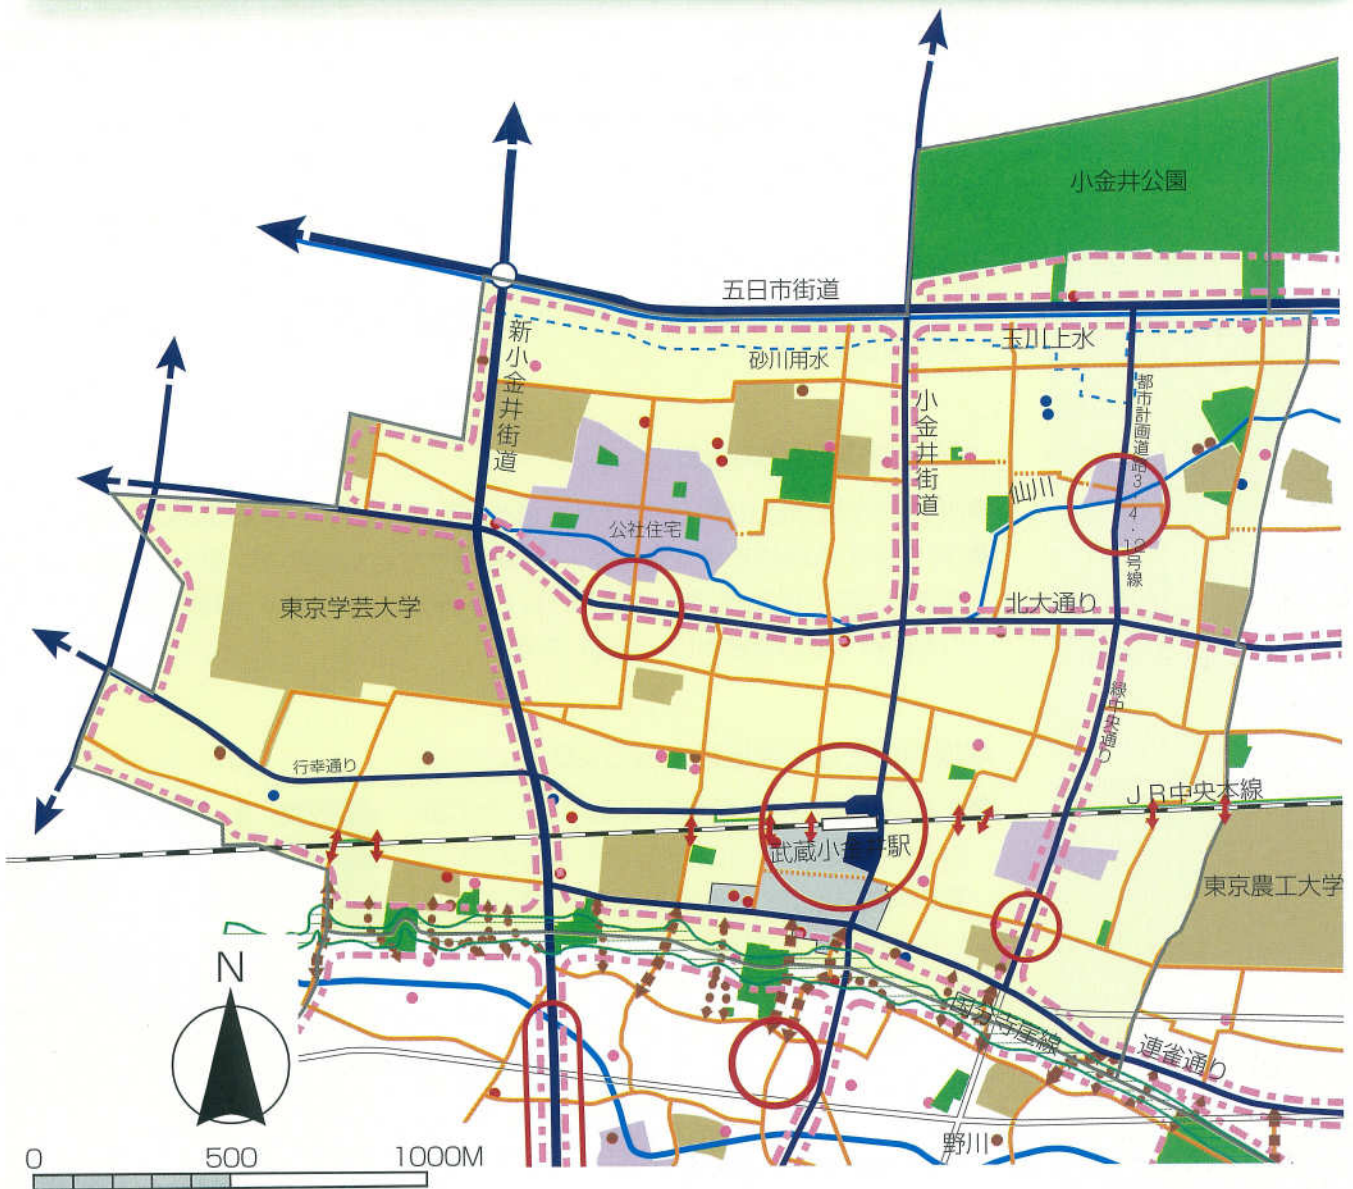 小金井公園
五日市街道
玉川上水
砂川用水
新小金井街道
小金井街道
都市計画道路3・4・12号線
仙川
公社住宅
北大通り
東京学芸大学
緑中央通り
行幸通り
JR中央本線
武蔵小金井駅
東京農工大学
国分寺崖線
連雀通り
野川
N
0 500 1000M